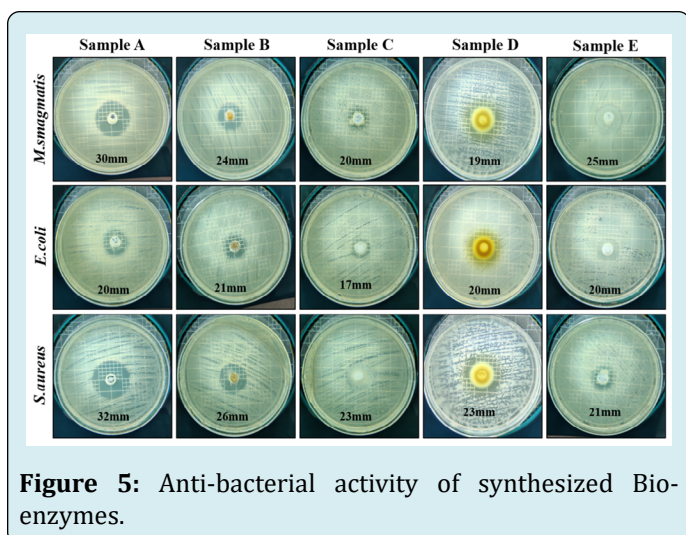 Sample A Sample B Sample C Sample D Sample E
M.smagmatis
30mm 24mm 20mm 19mm 25mm
E.coli
20mm 21mm 17mm 20mm 20mm
S.aureus
32mm 26mm 23mm 23mm 21mm
Figure 5: Anti-bacterial activity of synthesized Bio-
enzymes.